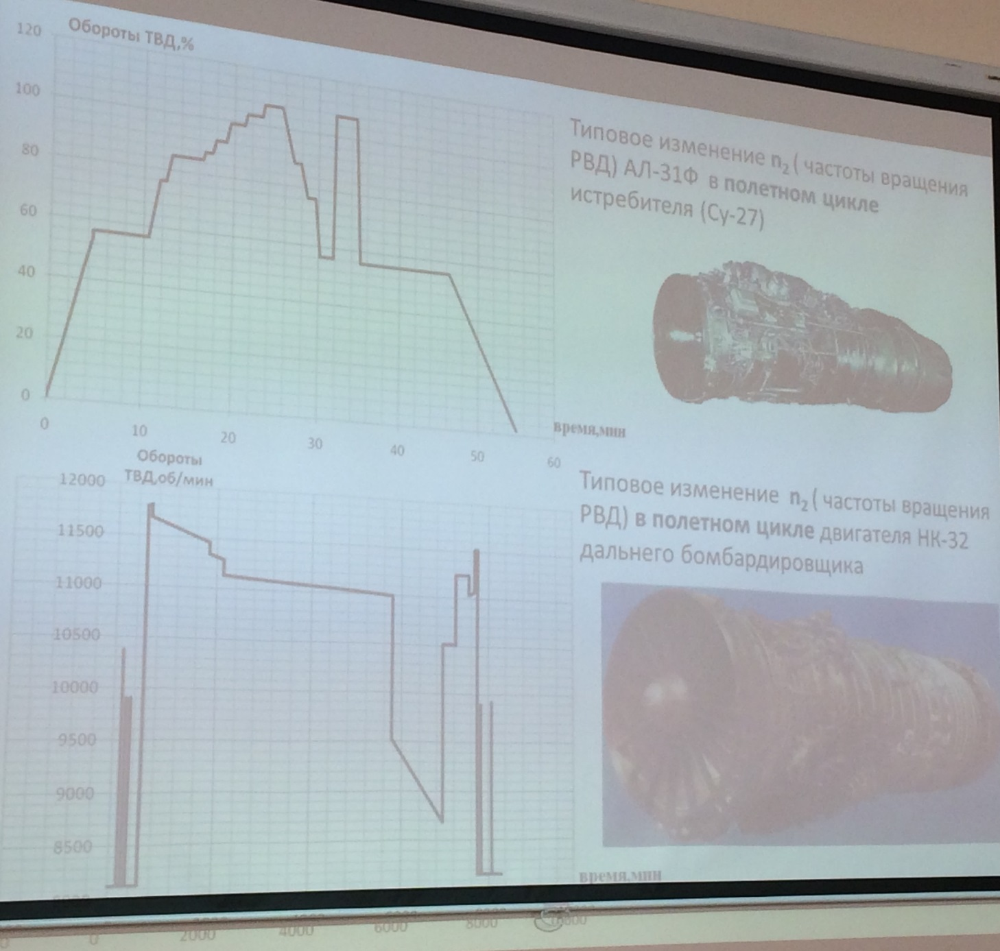 Обороты ТВД,%
120
100
80
60
40
20
0
0
10
20
30
40
50
60
время,мин
Типовое изменение n2 ( частоты вращения
РВД) АЛ-31Ф в полетном цикле
истребителя (Су-27)
Обороты
ТВД,об/мин
12000
11500
11000
10500
10000
9500
9000
8500
0
2000
4000
6000
8000
время,мин
Типовое изменение n2 ( частоты вращения
РВД) в полетном цикле двигателя НК-32
дальнего бомбардировщика